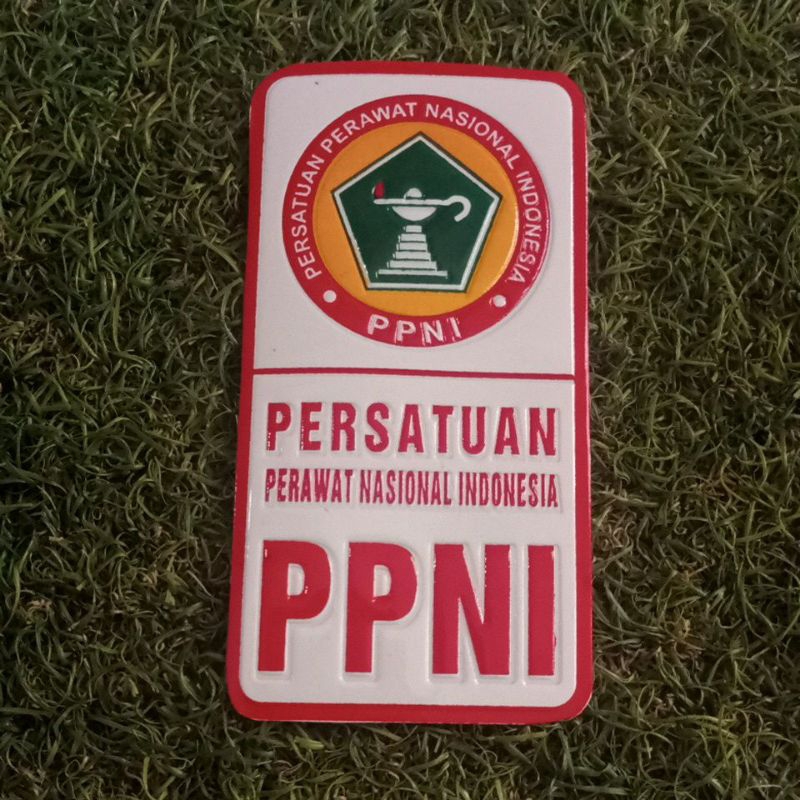 PERSATUAN PERAWAT NASIONAL INDONESIA
PPNI
PERSATUAN
PERAWAT NASIONAL INDONESIA
PPNI